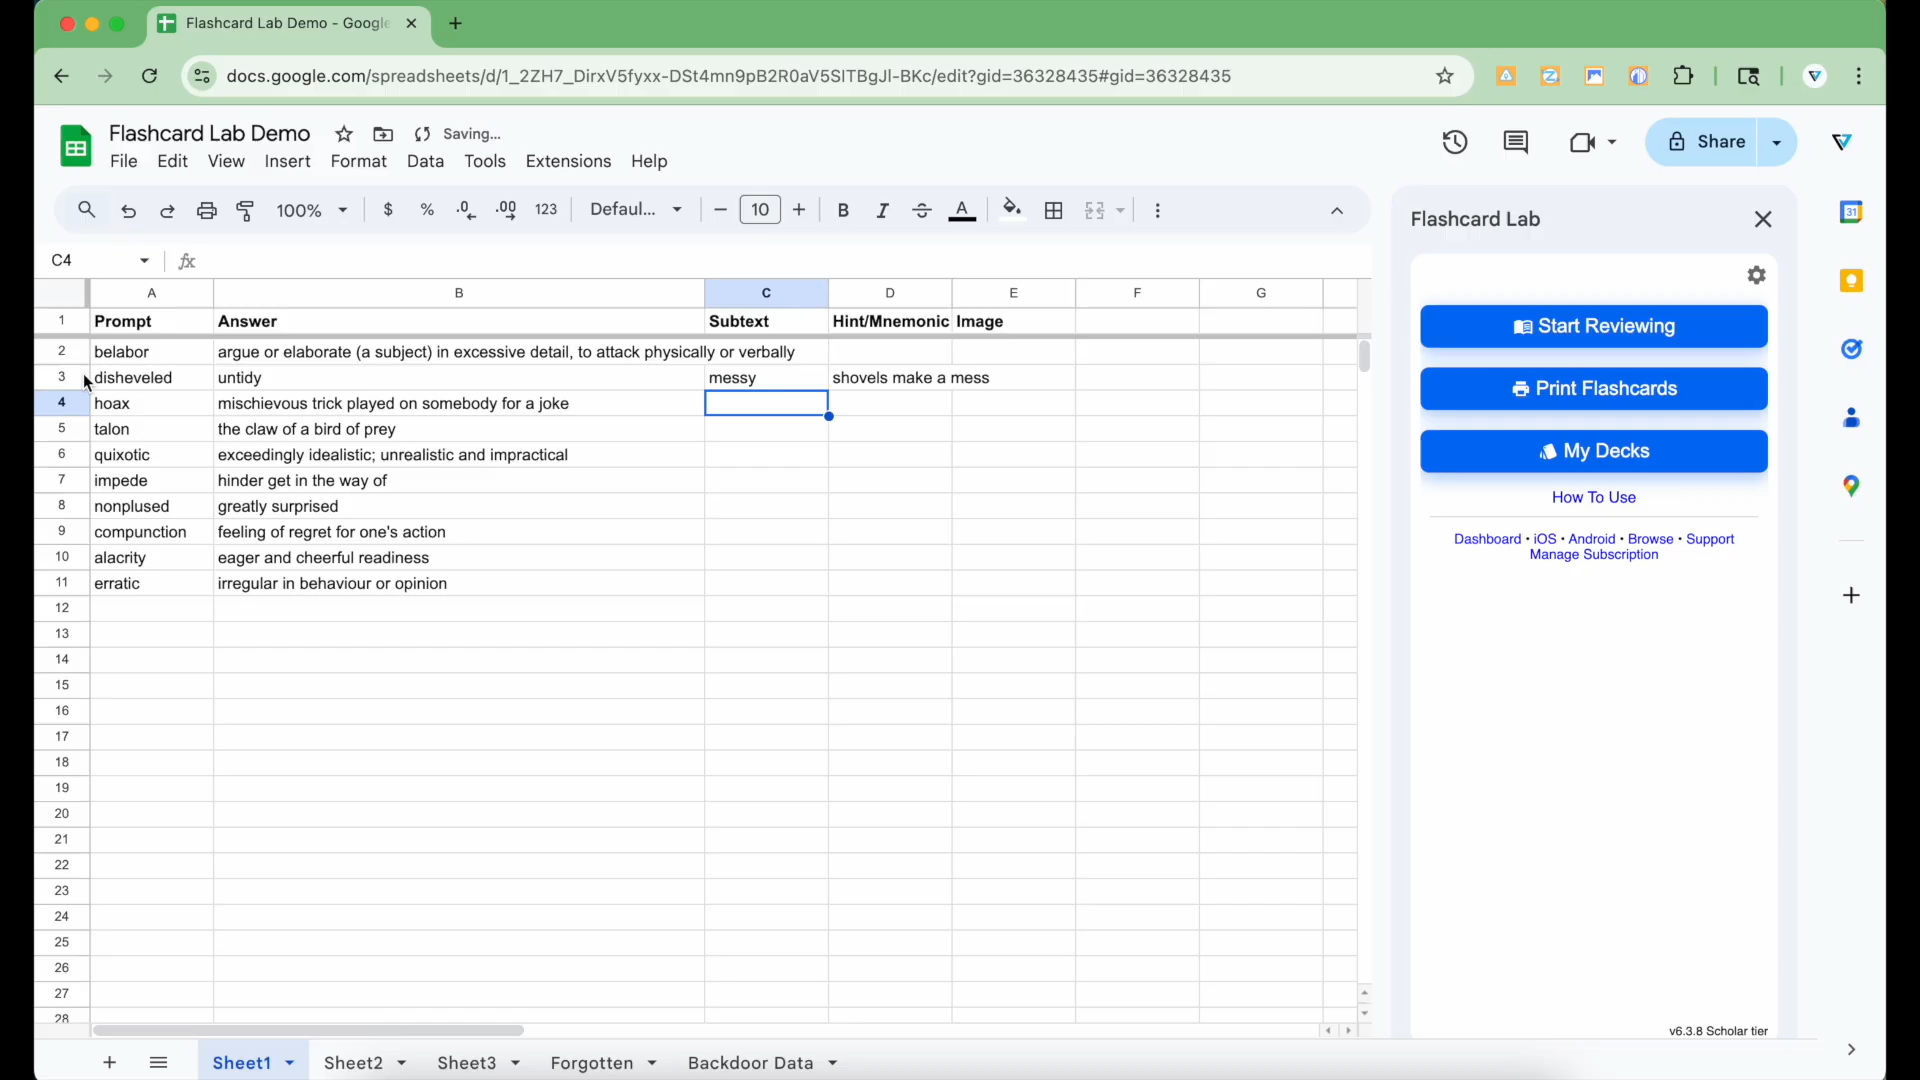 Flashcard Lab Demo - Google
docs.google.com/spreadsheets/d/1_2ZH7_DirxV5fyxx-DSt4mn9pB2R0aV5SITBgJl-BKc/edit?gid=36328435#gid=36328435
Flashcard Lab Demo Saving...
File Edit View Insert Format Data Tools Extensions Help
Share
100% $ % .0 .00 123 Defaul... 10 B I S A
Flashcard Lab
C4 fx
A B C D E F G
1 Prompt Answer Subtext Hint/Mnemonic Image
2 belabor argue or elaborate (a subject) in excessive detail, to attack physically or verbally
3 disheveled untidy messy shovels make a mess
4 hoax mischievous trick played on somebody for a joke
5 talon the claw of a bird of prey
6 quixotic exceedingly idealistic; unrealistic and impractical
7 impede hinder get in the way of
8 nonplused greatly surprised
9 compunction feeling of regret for one's action
10 alacrity eager and cheerful readiness
11 erratic irregular in behaviour or opinion
12
13
14
15
16
17
18
19
20
21
22
23
24
25
26
27
28
Start Reviewing
Print Flashcards
My Decks
How To Use
Dashboard • iOS • Android • Browse • Support
Manage Subscription
v6.3.8 Scholar tier
31
Sheet1 Sheet2 Sheet3 Forgotten Backdoor Data